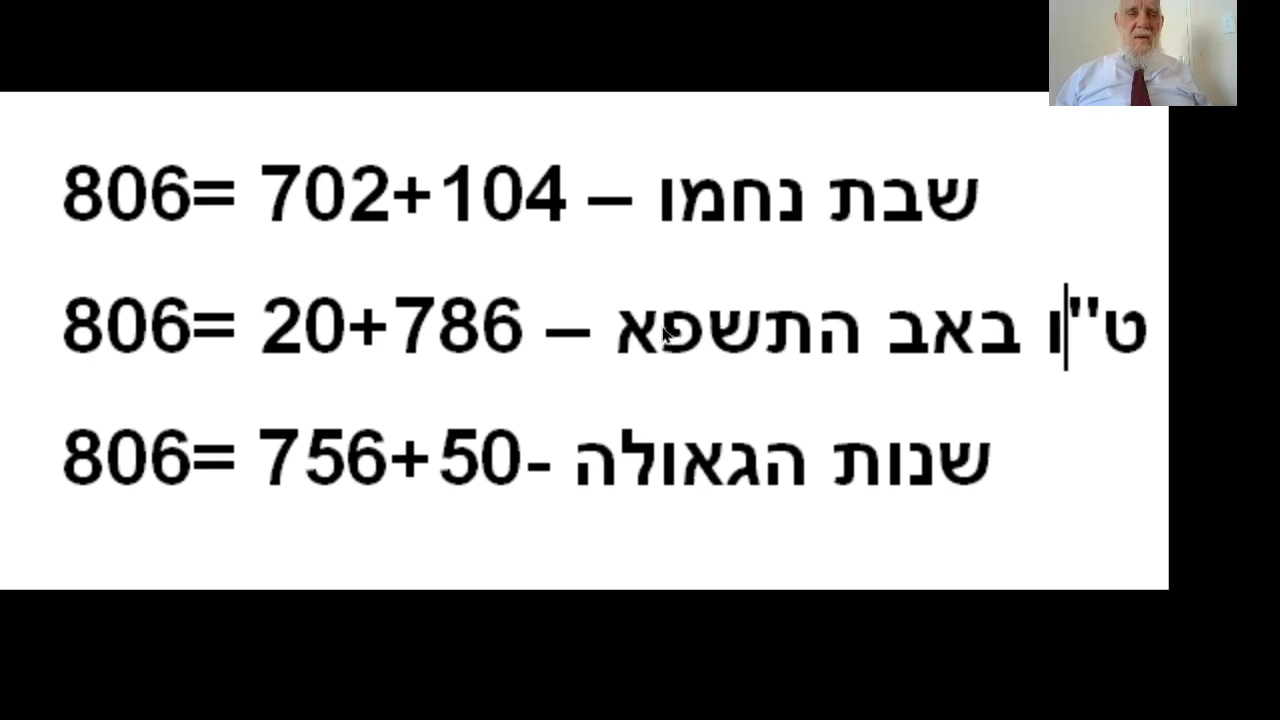 שבת נחמו – 104+702 =806
ט"ו באב התשפא – 786+20 =806
שנות הגאולה -50+756 =806